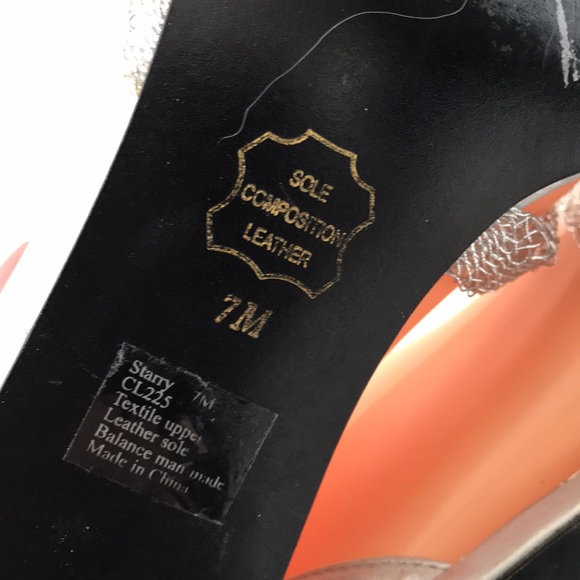 SOLE
COMPOSITION
LEATHER
7M
Starry 7M
CL225
Textile upper
Leather sole
Balance man made
Made in China